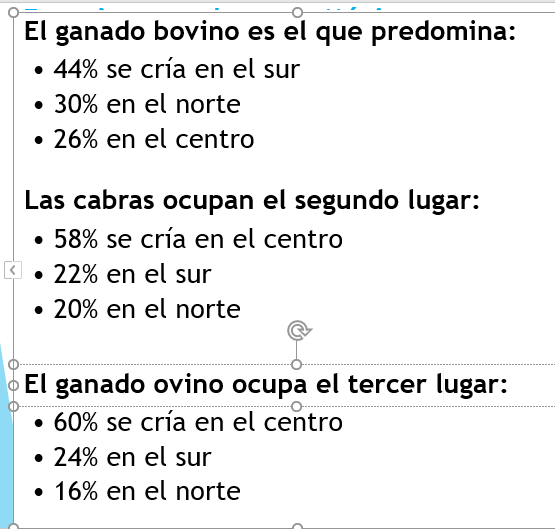 El ganado bovino es el que predomina:
• 44% se cría en el sur
• 30% en el norte
• 26% en el centro
Las cabras ocupan el segundo lugar:
• 58% se cría en el centro
• 22% en el sur
• 20% en el norte
El ganado ovino ocupa el tercer lugar:
• 60% se cría en el centro
• 24% en el sur
• 16% en el norte